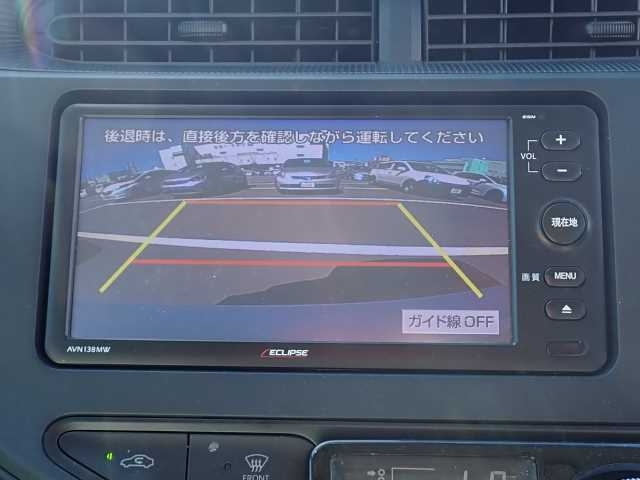 後退時は、直接後方を確認しながら運転してください
+
VOL
−
現在地
画質 MENU
ガイド線 OFF
AVN138MW
ECLIPSE
FRONT